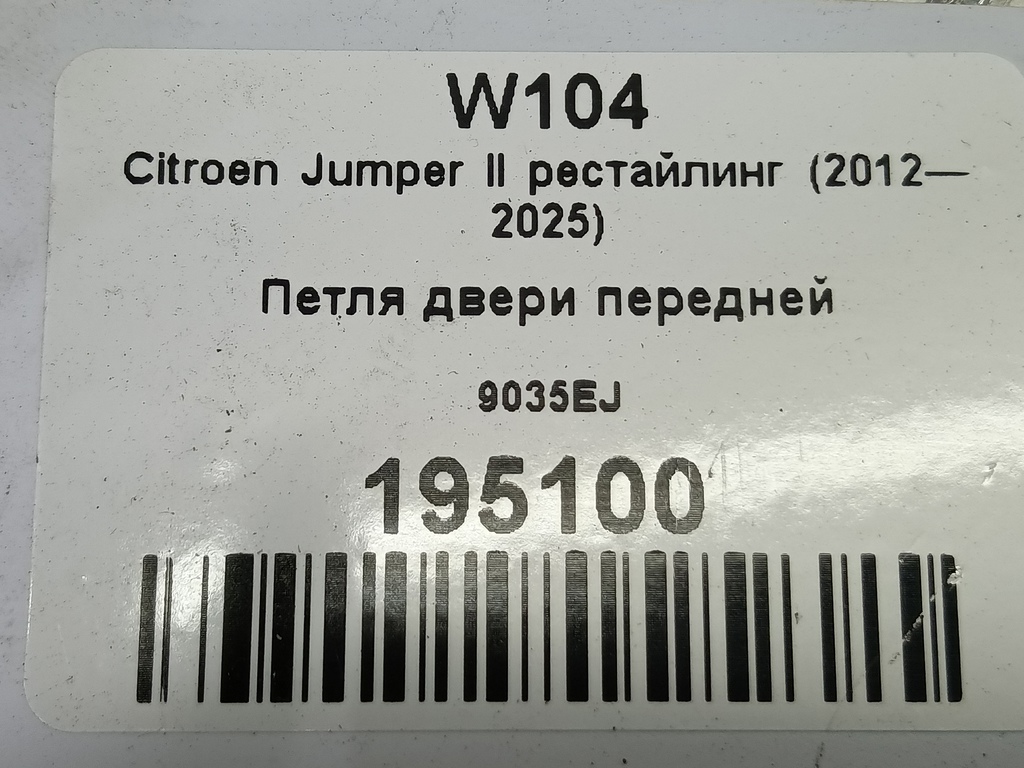 W104
Citroen Jumper II рестайлинг (2012—
2025)
Петля двери передней
9035EJ
195100